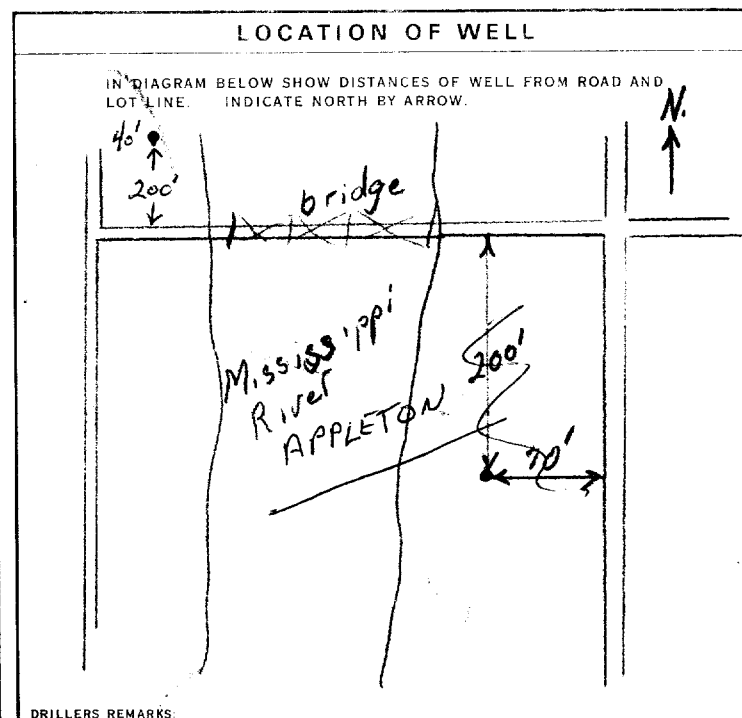 LOCATION OF WELL
IN DIAGRAM BELOW SHOW DISTANCES OF WELL FROM ROAD AND
LOT LINE. INDICATE NORTH BY ARROW.
N.
40'
200'
bridge
Mississippi
River
APPLETON
200'
70'
DRILLERS REMARKS: